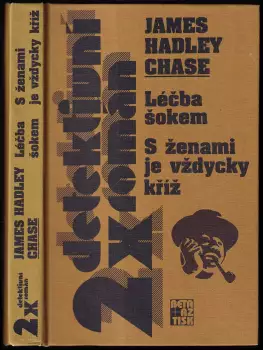 JAMES HADLEY CHASE
Léčba šokem
S ženami je vždycky kříž
detektivní román
2x
JAMES
HADLEY
CHASE
Léčba
šokem
S ženami
je vždycky
kříž
detektivní
2x román